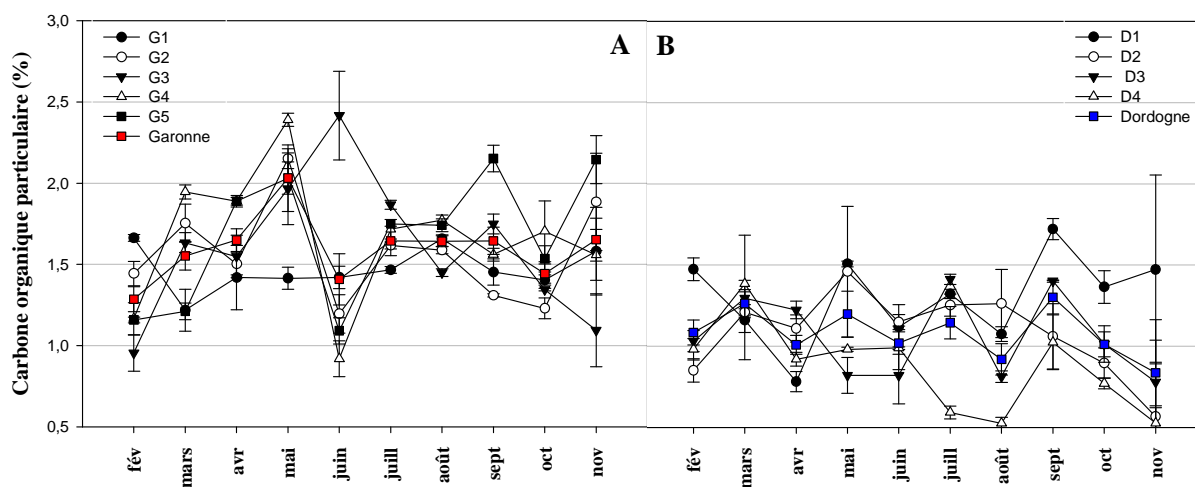 Carbone organique particulaire (%)
3,0
2,5
2,0
1,5
1,0
0,5
G1
G2
G3
G4
G5
Garonne
A
fév
mars
avr
mai
juin
juill
août
sept
oct
nov
B
D1
D2
D3
D4
Dordogne
fév
mars
avr
mai
juin
juill
août
sept
oct
nov